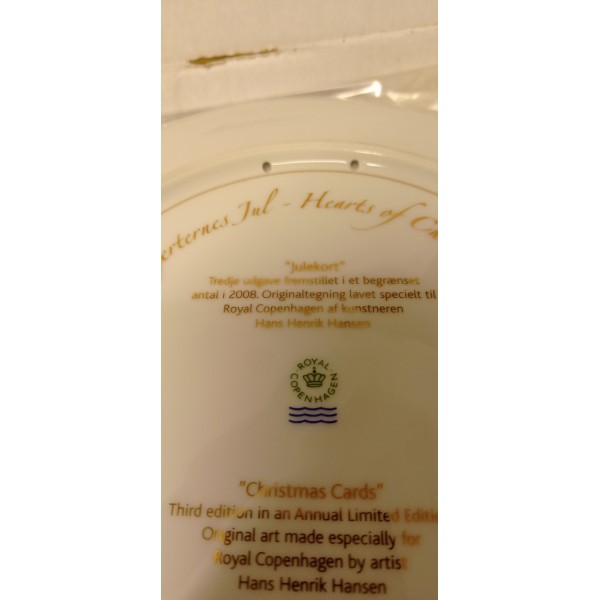 Jul - Hearts of
"Julekort"
Tredje udgave fremstillet i et begrænset
antal i 2008. Originaltegning lavet specielt til
Royal Copenhagen af kunstneren
Hans Henrik Hansen
ROYAL
COPENHAGEN
"Christmas Cards"
Third edition in an Annual Limited
Original art made especially for
Royal Copenhagen by artist
Hans Henrik Hansen